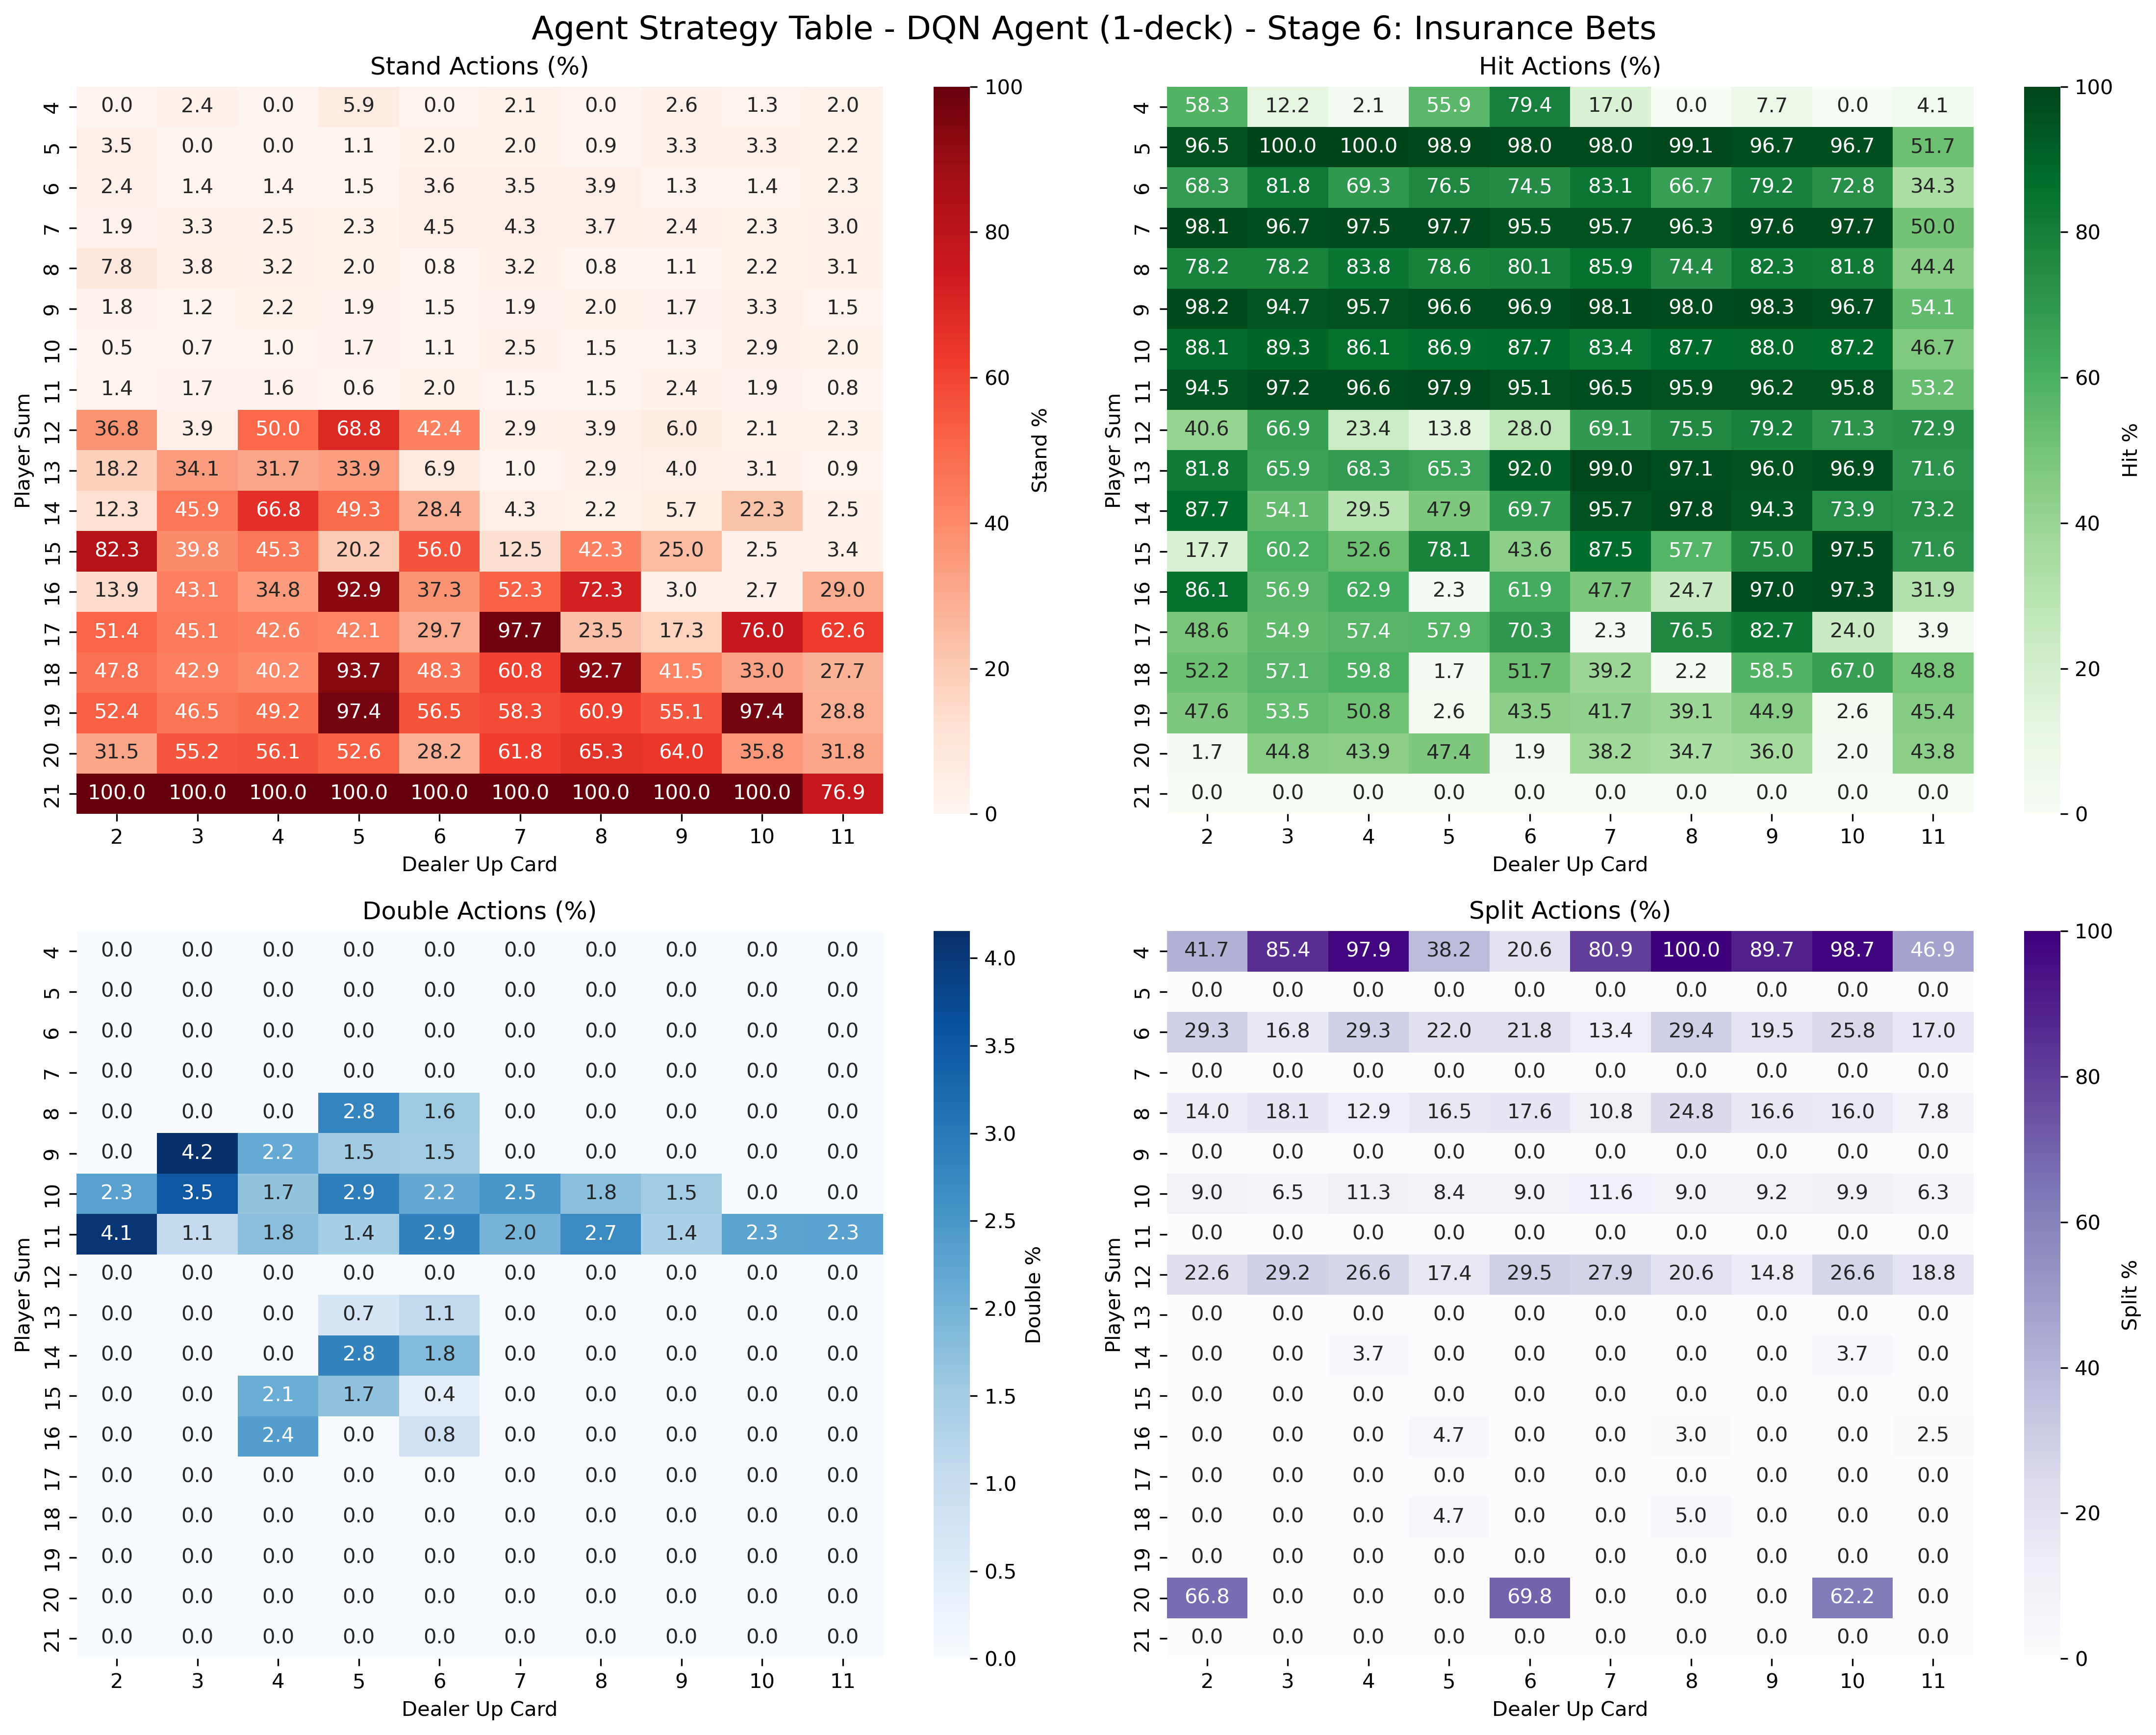 Agent Strategy Table - DQN Agent (1-deck) - Stage 6: Insurance Bets
Stand Actions (%)
Player Sum
4 0.0 2.4 0.0 5.9 0.0 2.1 0.0 2.6 1.3 2.0
5 3.5 0.0 0.0 1.1 2.0 2.0 0.9 3.3 3.3 2.2
6 2.4 1.4 1.4 1.5 3.6 3.5 3.9 1.3 1.4 2.3
7 1.9 3.3 2.5 2.3 4.5 4.3 3.7 2.4 2.3 3.0
8 7.8 3.8 3.2 2.0 0.8 3.2 0.8 1.1 2.2 3.1
9 1.8 1.2 2.2 1.9 1.5 1.9 2.0 1.7 3.3 1.5
10 0.5 0.7 1.0 1.7 1.1 2.5 1.5 1.3 2.9 2.0
11 1.4 1.7 1.6 0.6 2.0 1.5 1.5 2.4 1.9 0.8
12 36.8 3.9 50.0 68.8 42.4 2.9 3.9 6.0 2.1 2.3
13 18.2 34.1 31.7 33.9 6.9 1.0 2.9 4.0 3.1 0.9
14 12.3 45.9 66.8 49.3 28.4 4.3 2.2 5.7 22.3 2.5
15 82.3 39.8 45.3 20.2 56.0 12.5 42.3 25.0 2.5 3.4
16 13.9 43.1 34.8 92.9 37.3 52.3 72.3 3.0 2.7 29.0
17 51.4 45.1 42.6 42.1 29.7 97.7 23.5 17.3 76.0 62.6
18 47.8 42.9 40.2 93.7 48.3 60.8 92.7 41.5 33.0 27.7
19 52.4 46.5 49.2 97.4 56.5 58.3 60.9 55.1 97.4 28.8
20 31.5 55.2 56.1 52.6 28.2 61.8 65.3 64.0 35.8 31.8
21 100.0 100.0 100.0 100.0 100.0 100.0 100.0 100.0 100.0 76.9
2 3 4 5 6 7 8 9 10 11
Dealer Up Card
100
80
60
40
20
0
Stand %
Hit Actions (%)
Player Sum
4 58.3 12.2 2.1 55.9 79.4 17.0 0.0 7.7 0.0 4.1
5 96.5 100.0 100.0 98.9 98.0 98.0 99.1 96.7 96.7 51.7
6 68.3 81.8 69.3 76.5 74.5 83.1 66.7 79.2 72.8 34.3
7 98.1 96.7 97.5 97.7 95.5 95.7 96.3 97.6 97.7 50.0
8 78.2 78.2 83.8 78.6 80.1 85.9 74.4 82.3 81.8 44.4
9 98.2 94.7 95.7 96.6 96.9 98.1 98.0 98.3 96.7 54.1
10 88.1 89.3 86.1 86.9 87.7 83.4 87.7 88.0 87.2 46.7
11 94.5 97.2 96.6 97.9 95.1 96.5 95.9 96.2 95.8 53.2
12 40.6 66.9 23.4 13.8 28.0 69.1 75.5 79.2 71.3 72.9
13 81.8 65.9 68.3 65.3 92.0 99.0 97.1 96.0 96.9 71.6
14 87.7 54.1 29.5 47.9 69.7 95.7 97.8 94.3 73.9 73.2
15 17.7 60.2 52.6 78.1 43.6 87.5 57.7 75.0 97.5 71.6
16 86.1 56.9 62.9 2.3 61.9 47.7 24.7 97.0 97.3 31.9
17 48.6 54.9 57.4 57.9 70.3 2.3 76.5 82.7 24.0 3.9
18 52.2 57.1 59.8 1.7 51.7 39.2 2.2 58.5 67.0 48.8
19 47.6 53.5 50.8 2.6 43.5 41.7 39.1 44.9 2.6 45.4
20 1.7 44.8 43.9 47.4 1.9 38.2 34.7 36.0 2.0 43.8
21 0.0 0.0 0.0 0.0 0.0 0.0 0.0 0.0 0.0 0.0
2 3 4 5 6 7 8 9 10 11
Dealer Up Card
100
80
60
40
20
0
Hit %
Double Actions (%)
Player Sum
4 0.0 0.0 0.0 0.0 0.0 0.0 0.0 0.0 0.0 0.0
5 0.0 0.0 0.0 0.0 0.0 0.0 0.0 0.0 0.0 0.0
6 0.0 0.0 0.0 0.0 0.0 0.0 0.0 0.0 0.0 0.0
7 0.0 0.0 0.0 0.0 0.0 0.0 0.0 0.0 0.0 0.0
8 0.0 0.0 0.0 2.8 1.6 0.0 0.0 0.0 0.0 0.0
9 0.0 4.2 2.2 1.5 1.5 0.0 0.0 0.0 0.0 0.0
10 2.3 3.5 1.7 2.9 2.2 2.5 1.8 1.5 0.0 0.0
11 4.1 1.1 1.8 1.4 2.9 2.0 2.7 1.4 2.3 2.3
12 0.0 0.0 0.0 0.0 0.0 0.0 0.0 0.0 0.0 0.0
13 0.0 0.0 0.0 0.7 1.1 0.0 0.0 0.0 0.0 0.0
14 0.0 0.0 0.0 2.8 1.8 0.0 0.0 0.0 0.0 0.0
15 0.0 0.0 2.1 1.7 0.4 0.0 0.0 0.0 0.0 0.0
16 0.0 0.0 2.4 0.0 0.8 0.0 0.0 0.0 0.0 0.0
17 0.0 0.0 0.0 0.0 0.0 0.0 0.0 0.0 0.0 0.0
18 0.0 0.0 0.0 0.0 0.0 0.0 0.0 0.0 0.0 0.0
19 0.0 0.0 0.0 0.0 0.0 0.0 0.0 0.0 0.0 0.0
20 0.0 0.0 0.0 0.0 0.0 0.0 0.0 0.0 0.0 0.0
21 0.0 0.0 0.0 0.0 0.0 0.0 0.0 0.0 0.0 0.0
2 3 4 5 6 7 8 9 10 11
Dealer Up Card
4.0
3.5
3.0
2.5
2.0
1.5
1.0
0.5
0.0
Double %
Split Actions (%)
Player Sum
4 41.7 85.4 97.9 38.2 20.6 80.9 100.0 89.7 98.7 46.9
5 0.0 0.0 0.0 0.0 0.0 0.0 0.0 0.0 0.0 0.0
6 29.3 16.8 29.3 22.0 21.8 13.4 29.4 19.5 25.8 17.0
7 0.0 0.0 0.0 0.0 0.0 0.0 0.0 0.0 0.0 0.0
8 14.0 18.1 12.9 16.5 17.6 10.8 24.8 16.6 16.0 7.8
9 0.0 0.0 0.0 0.0 0.0 0.0 0.0 0.0 0.0 0.0
10 9.0 6.5 11.3 8.4 9.0 11.6 9.0 9.2 9.9 6.3
11 0.0 0.0 0.0 0.0 0.0 0.0 0.0 0.0 0.0 0.0
12 22.6 29.2 26.6 17.4 29.5 27.9 20.6 14.8 26.6 18.8
13 0.0 0.0 0.0 0.0 0.0 0.0 0.0 0.0 0.0 0.0
14 0.0 0.0 3.7 0.0 0.0 0.0 0.0 0.0 3.7 0.0
15 0.0 0.0 0.0 0.0 0.0 0.0 0.0 0.0 0.0 0.0
16 0.0 0.0 0.0 4.7 0.0 0.0 3.0 0.0 0.0 2.5
17 0.0 0.0 0.0 0.0 0.0 0.0 0.0 0.0 0.0 0.0
18 0.0 0.0 0.0 4.7 0.0 0.0 5.0 0.0 0.0 0.0
19 0.0 0.0 0.0 0.0 0.0 0.0 0.0 0.0 0.0 0.0
20 66.8 0.0 0.0 0.0 69.8 0.0 0.0 0.0 62.2 0.0
21 0.0 0.0 0.0 0.0 0.0 0.0 0.0 0.0 0.0 0.0
2 3 4 5 6 7 8 9 10 11
Dealer Up Card
100
80
60
40
20
0
Split %